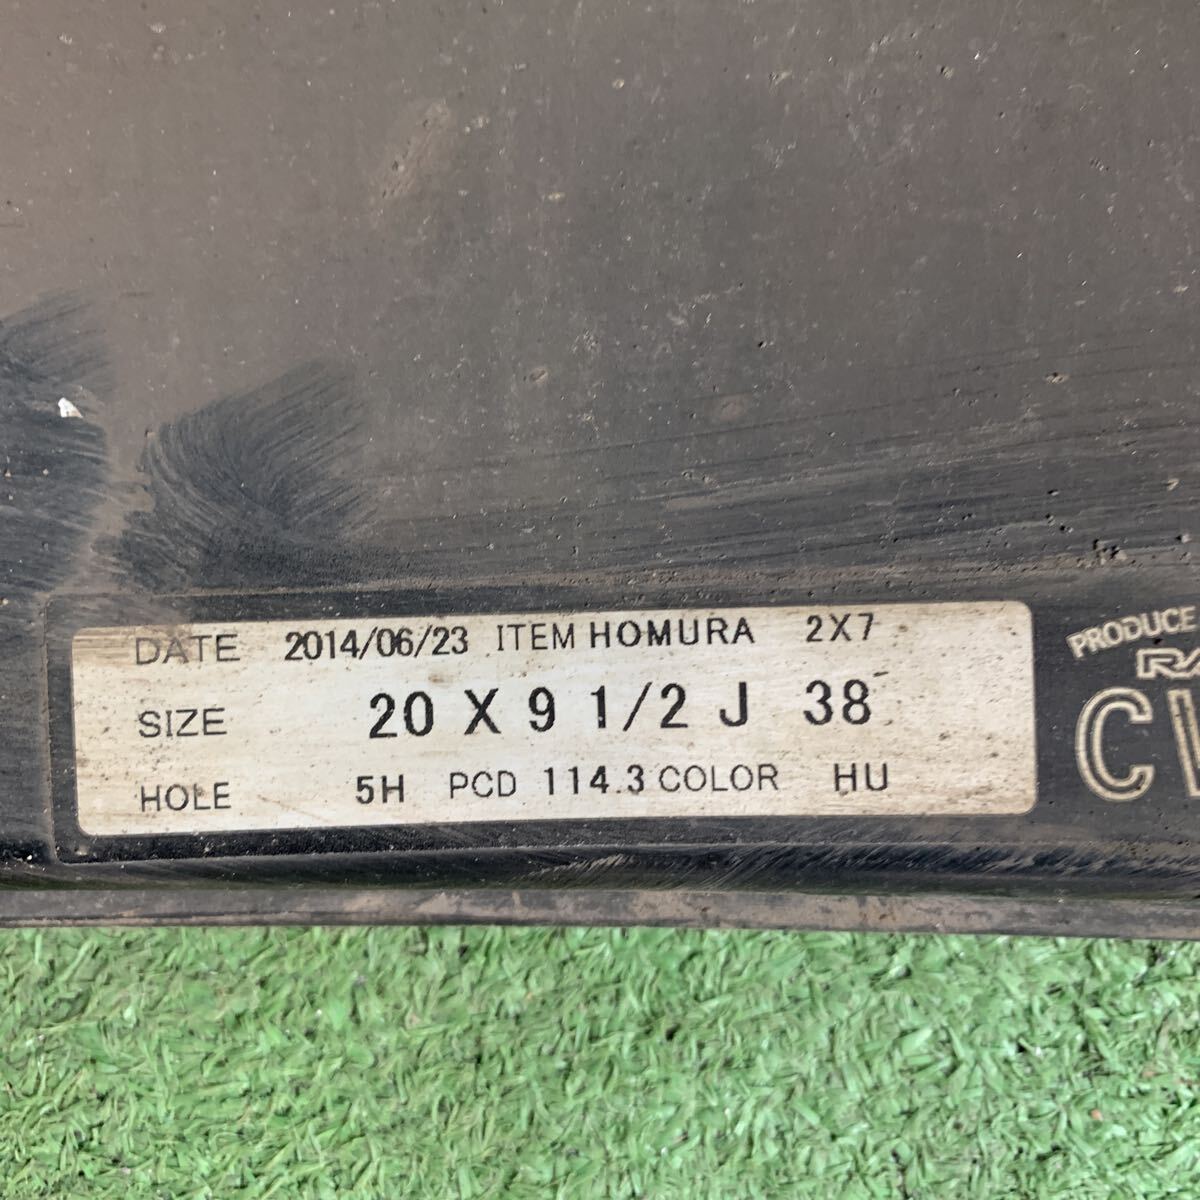 DATE 2014/06/23 ITEM HOMURA 2X7
SIZE 20 X 9 1/2 J 38
HOLE 5H PCD 114.3 COLOR HU
PRODUCE